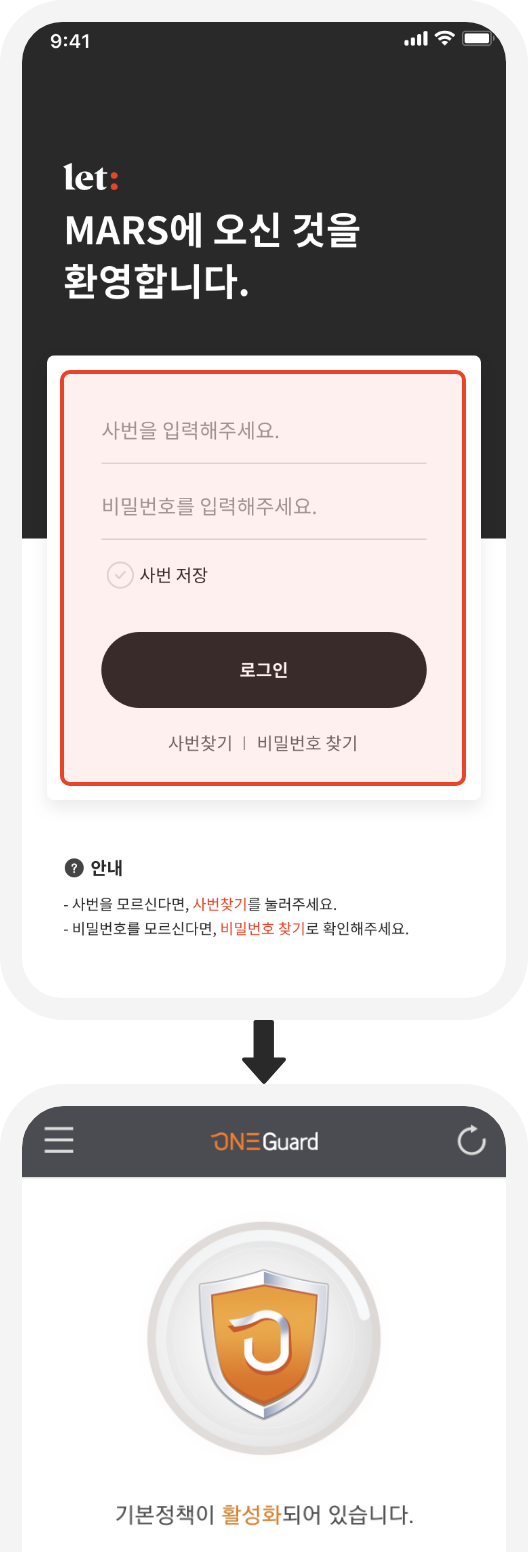 9:41
let:
MARS에 오신 것을
환영합니다.
사번을 입력해주세요.
비밀번호를 입력해주세요.
사번 저장
로그인
사번찾기 | 비밀번호 찾기
? 안내
- 사번을 모르신다면, 사번찾기를 눌러주세요.
- 비밀번호를 모르신다면, 비밀번호 찾기로 확인해주세요.
ONEGuard
기본정책이 활성화되어 있습니다.